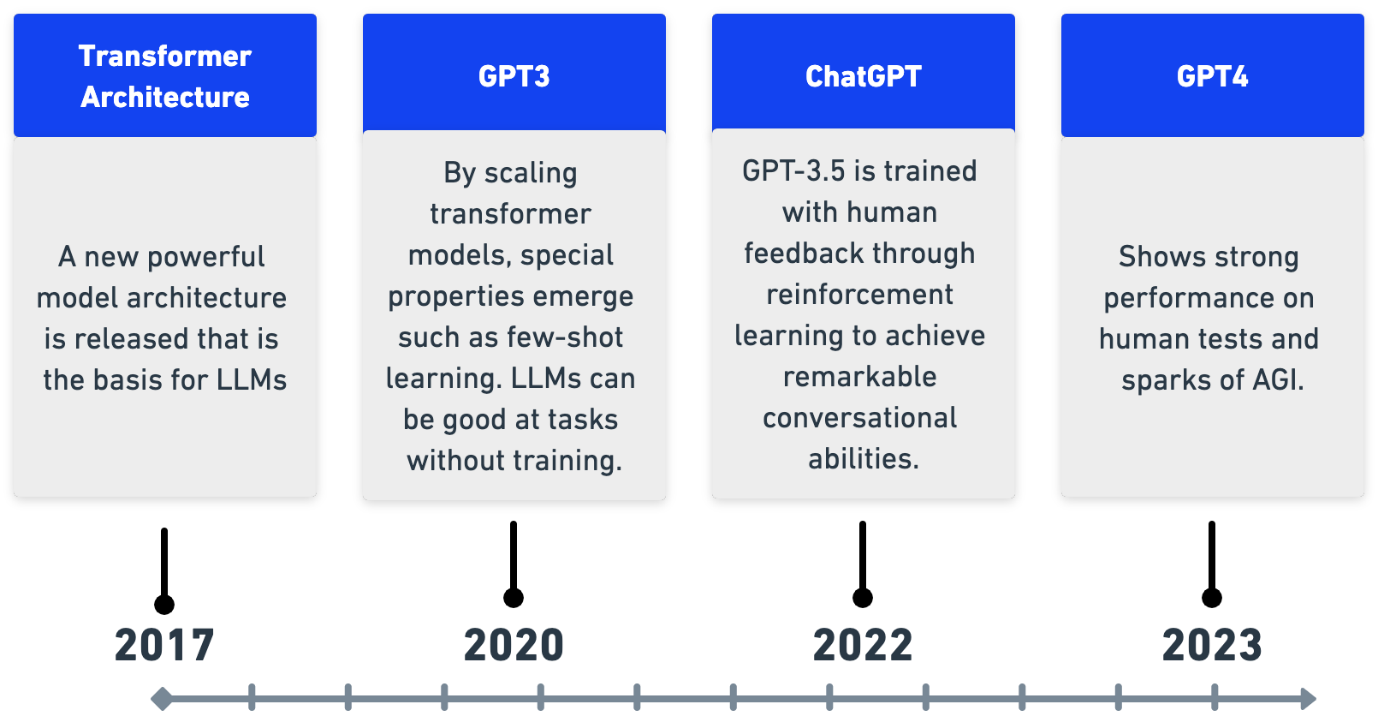 Transformer
Architecture
A new powerful
model architecture
is released that is
the basis for LLMs
GPT3
By scaling
transformer
models, special
properties emerge
such as few-shot
learning. LLMs can
be good at tasks
without training.
ChatGPT
GPT-3.5 is trained
with human
feedback through
reinforcement
learning to achieve
remarkable
conversational
abilities.
GPT4
Shows strong
performance on
human tests and
sparks of AGI.
2017
2020
2022
2023